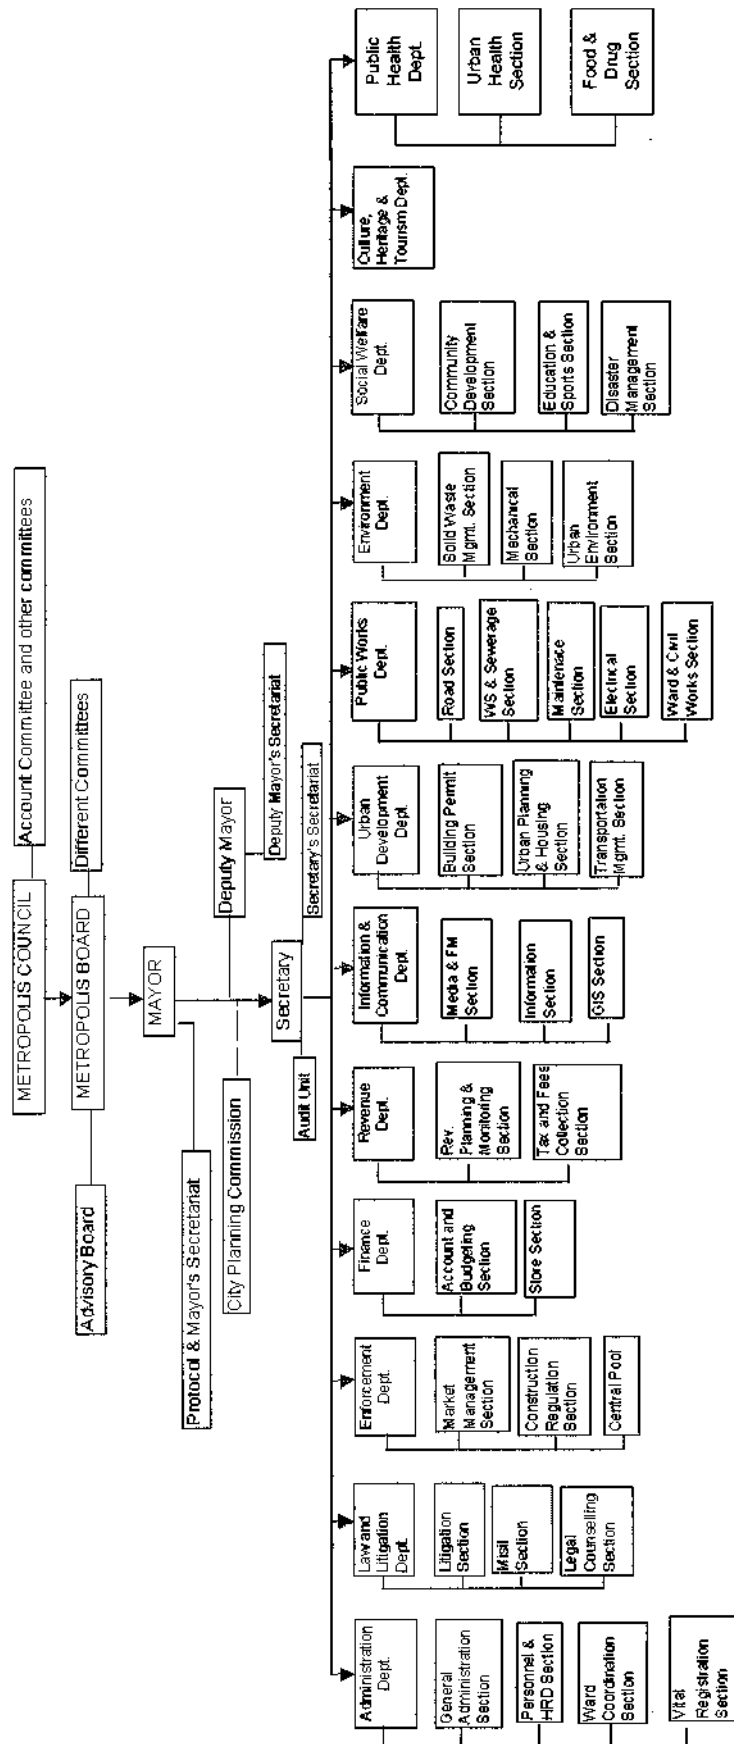 METROPOLIS COUNCIL
Account Committee and other committees
METROPOLIS BOARD
Different Committees
Advisory Board
MAYOR
Protocol & Mayor's Secretariat
Deputy Mayor
Deputy Mayor's Secretariat
City Planning Commission
Secretary
Secretary's Secretariat
Audit Unit
Administration
Dept.
General
Administration
Section
Personnel &
HRD Section
Ward
Coordination
Section
Vital
Registration
Section
Law and
Litigation
Dept.
Litigation
Section
Misil
Section
Legal
Counselling
Section
Enforcement
Dept.
Market
Management
Section
Construction
Regulation
Section
Central Pool
Finance
Dept.
Account and
Budgeting
Section
Store Section
Revenue
Dept.
Rev.
Planning &
Monitoring
Section
Tax and Fees
Collection
Section
Information &
Communication
Dept.
Media & FM
Section
Information
Section
GIS Section
Urban
Development
Dept.
Building Permit
Section
Urban Planning
& Housing
Section
Transportation
Mgmt. Section
Public Works
Dept.
Road Section
WS & Sewerage
Section
Maintenace
Section
Electrical
Section
Ward & Civil
Works Section
Environment
Dept.
Solid Waste
Mgmt. Section
Mechanical
Section
Urban
Environment
Section
Social Welfare
Dept.
Community
Development
Section
Education &
Sports Section
Disaster
Management
Section
Culture,
Heritage &
Tourism Dept.
Public
Health
Dept.
Urban
Health
Section
Food &
Drug
Section